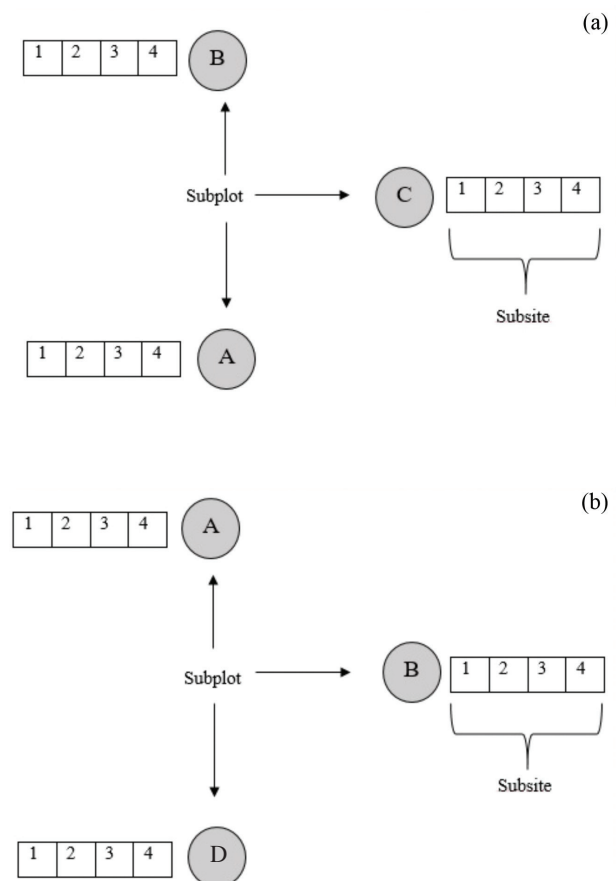 (a)
1 2 3 4 B
Subplot
C 1 2 3 4
Subsite
1 2 3 4 A
(b)
1 2 3 4 A
Subplot
B 1 2 3 4
Subsite
1 2 3 4 D